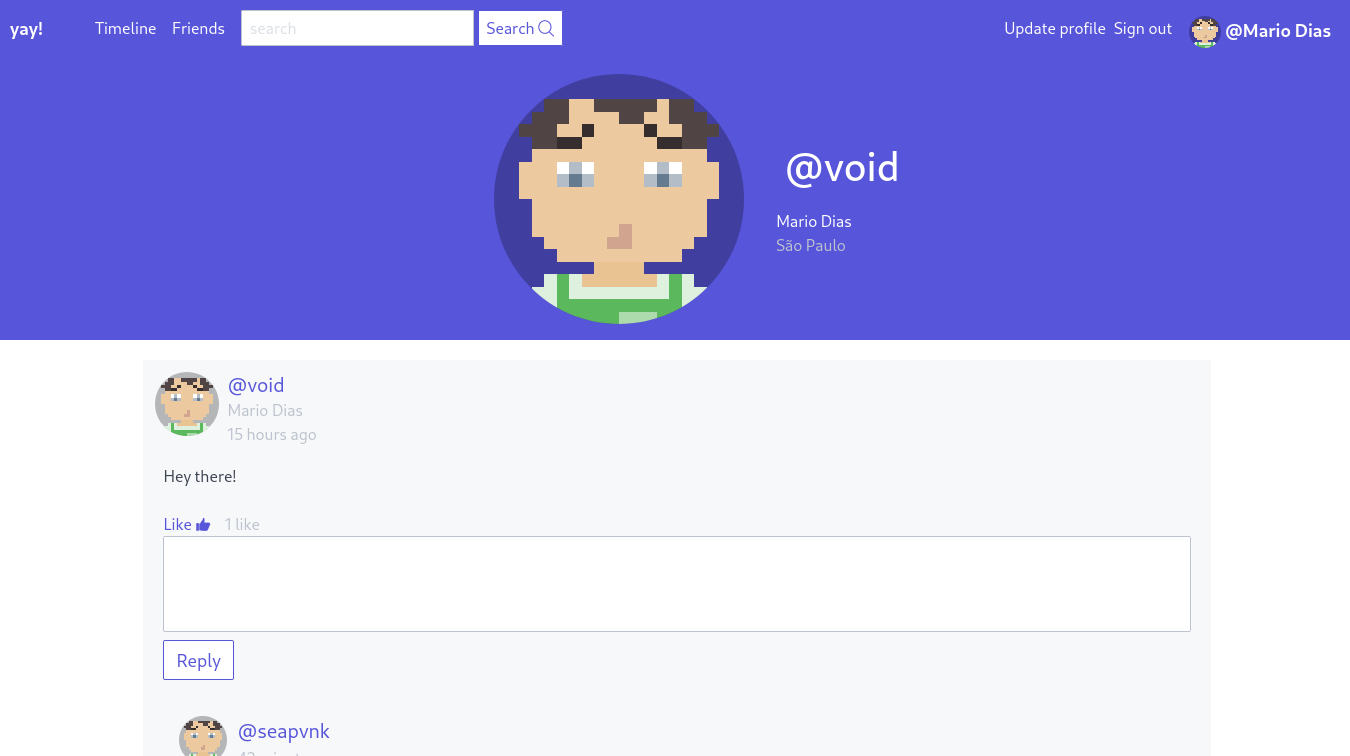 yay! Timeline Friends search Search Update profile Sign out @Mario Dias
@void
Mario Dias
São Paulo
@void
Mario Dias
15 hours ago
Hey there!
Like 1 like
Reply
@seapvnk